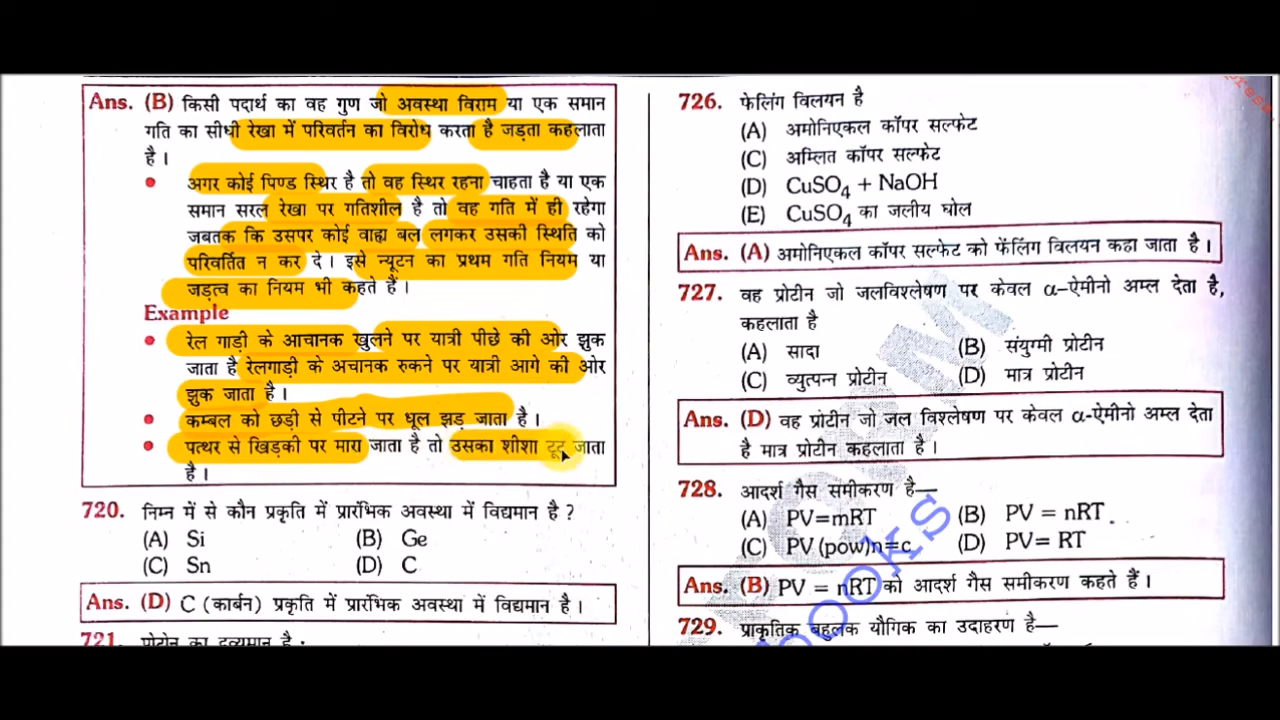 Ans. (B) किसी पदार्थ का वह गुण जो अवस्था विराम या एक समान
गति का सीधी रेखा में परिवर्तन का विरोध करता है जड़ता कहलाता
है।
• अगर कोई पिण्ड स्थिर है तो वह स्थिर रहना चाहता है या एक
समान सरल रेखा पर गतिशील है तो वह गति में ही रहेगा
जबतक कि उसपर कोई वाह्य बल लगकर उसकी स्थिति को
परिवर्तित न कर दे। इसे न्यूटन का प्रथम गति नियम या
जड़त्व का नियम भी कहते हैं।
Example
• रेल गाड़ी के आचानक खुलने पर यात्री पीछे की ओर झुक
जाता है रेलगाड़ी के अचानक रुकने पर यात्री आगे की ओर
झुक जाता है।
• कम्बल को छड़ी से पीटने पर धूल झड़ जाता है।
• पत्थर से खिड़की पर मारा जाता है तो उसका शीशा टूट जाता
है।
720. निम्न में से कौन प्रकृति में प्रारंभिक अवस्था में विद्यमान है?
(A) Si (B) Ge
(C) Sn (D) C
Ans. (D) C (कार्बन) प्रकृति में प्रारंभिक अवस्था में विद्यमान है।
721. प्रोटोन का द्रव्यमान है :
726. फेलिंग विलयन है
(A) अमोनिएकल कॉपर सल्फेट
(C) अम्लित कॉपर सल्फेट
(D) CuSO₄ + NaOH
(E) CuSO₄ का जलीय घोल
Ans. (A) अमोनिएकल कॉपर सल्फेट को फेंलिंग विलयन कहा जाता है।
727. वह प्रोटीन जो जलविश्लेषण पर केवल α-ऐमीनो अम्ल देता है,
कहलाता है
(A) सादा (B) संयुग्मी प्रोटीन
(C) व्युत्पन्न प्रोटीन (D) मात्र प्रोटीन
Ans. (D) वह प्रोटीन जो जल विश्लेषण पर केवल α-ऐमीनो अम्ल देता
है मात्र प्रोटीन कहलाता है।
728. आदर्श गैस समीकरण है—
(A) PV=mRT (B) PV = nRT
(C) PV(pow)n=c (D) PV= RT
Ans. (B) PV = nRT को आदर्श गैस समीकरण कहते हैं।
729. प्राकृतिक बहुलक यौगिक का उदाहरण है—